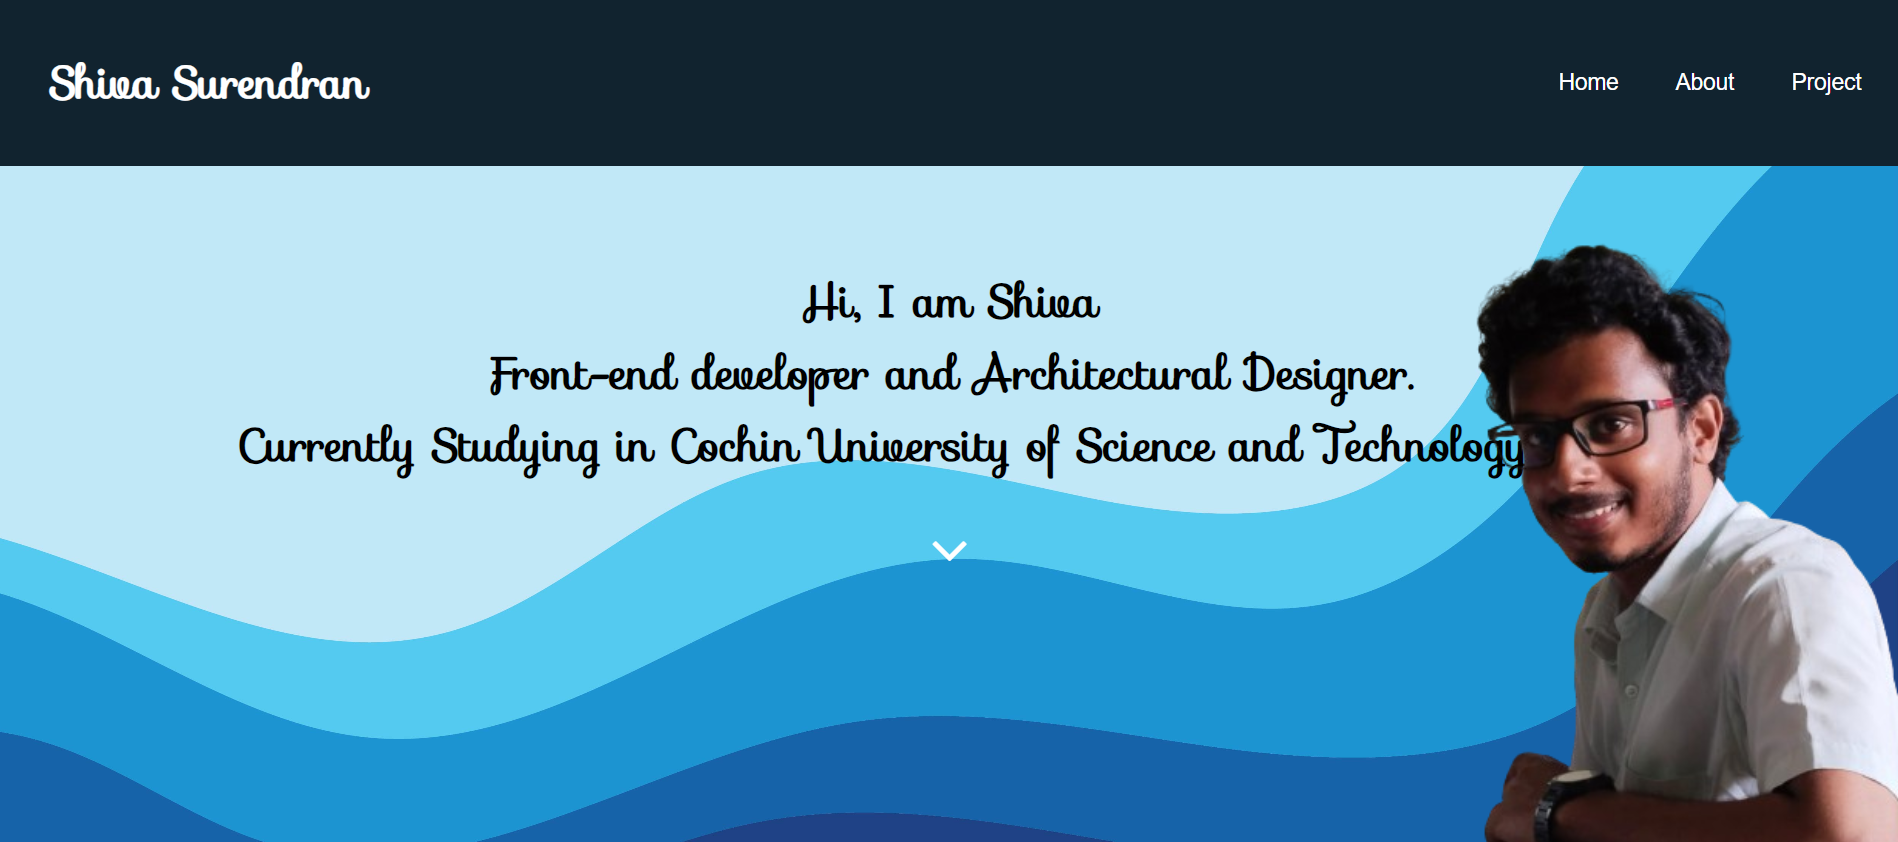 Shiva Surendran
Home About Project
Hi, I am Shiva
Front-end developer and Architectural Designer.
Currently Studying in Cochin University of Science and Technology